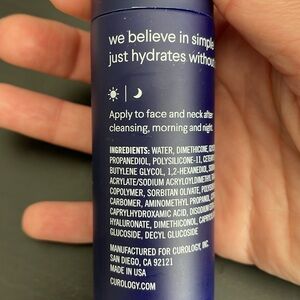 we believe in simple
just hydrates without
Apply to face and neck after
cleansing, morning and night.
INGREDIENTS: WATER, DIMETHICONE,
PROPANEDIOL, POLYSILICONE-11,
BUTYLENE GLYCOL, 1,2-HEXANEDIOL,
ACRYLATE/SODIUM ACRYLOYLDIMETHYL
COPOLYMER, SORBITAN OLIVATE,
CARBOMER, AMINOMETHYL PROPANOL,
CAPRYLHYDROXAMIC ACID, DISODIUM
HYALURONATE, DIMETHICONOL,
GLUCOSIDE, DECYL GLUCOSIDE
MANUFACTURED FOR CUROLOGY, INC.
SAN DIEGO, CA 92121
MADE IN USA
CUROLOGY.COM